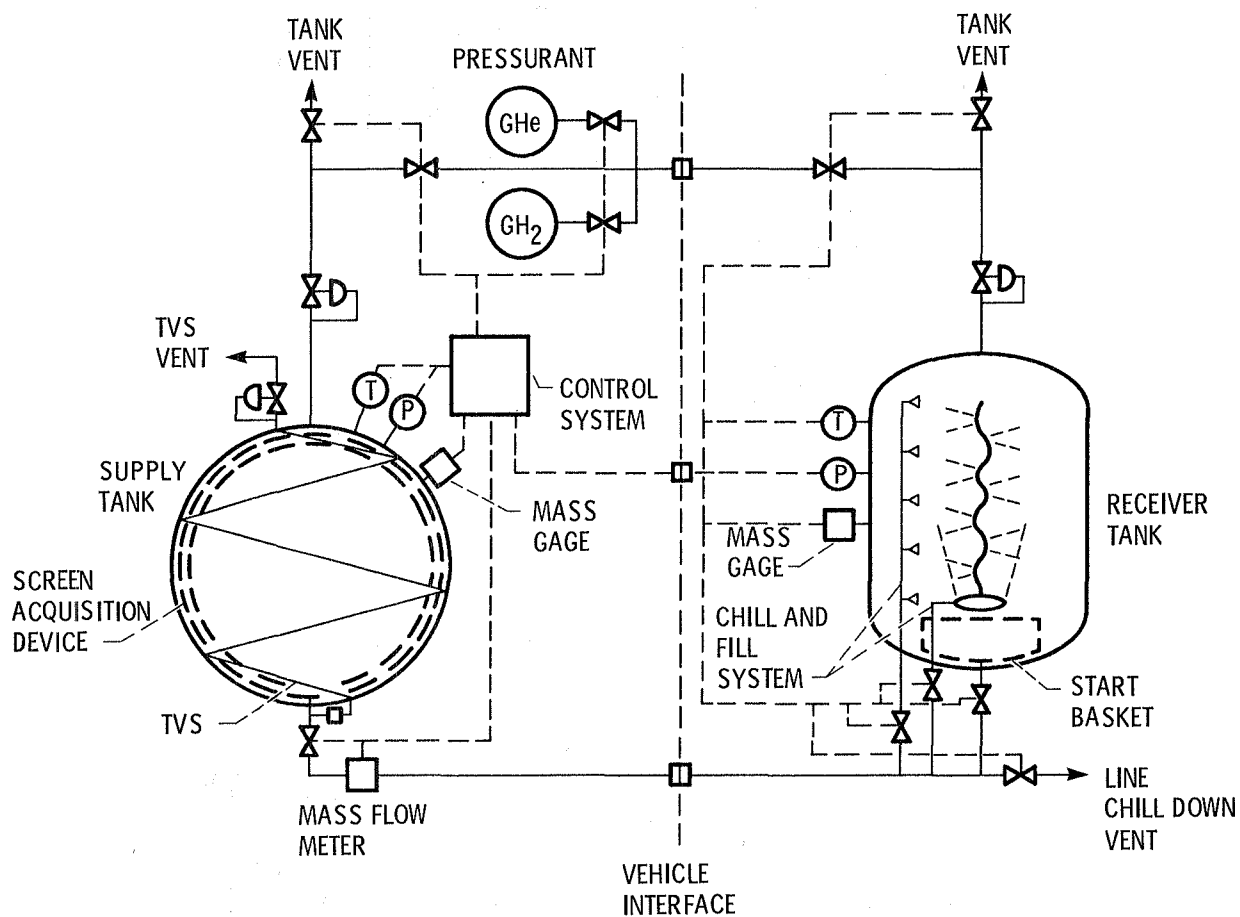 TANK
VENT
PRESSURANT
TANK
VENT
GHe
GH2
TVS
VENT
T
P
CONTROL
SYSTEM
SUPPLY
TANK
MASS
GAGE
T
P
MASS
GAGE
RECEIVER
TANK
SCREEN
ACQUISITION
DEVICE
CHILL AND
FILL
SYSTEM
TVS
START
BASKET
MASS FLOW
METER
LINE
CHILL DOWN
VENT
VEHICLE
INTERFACE